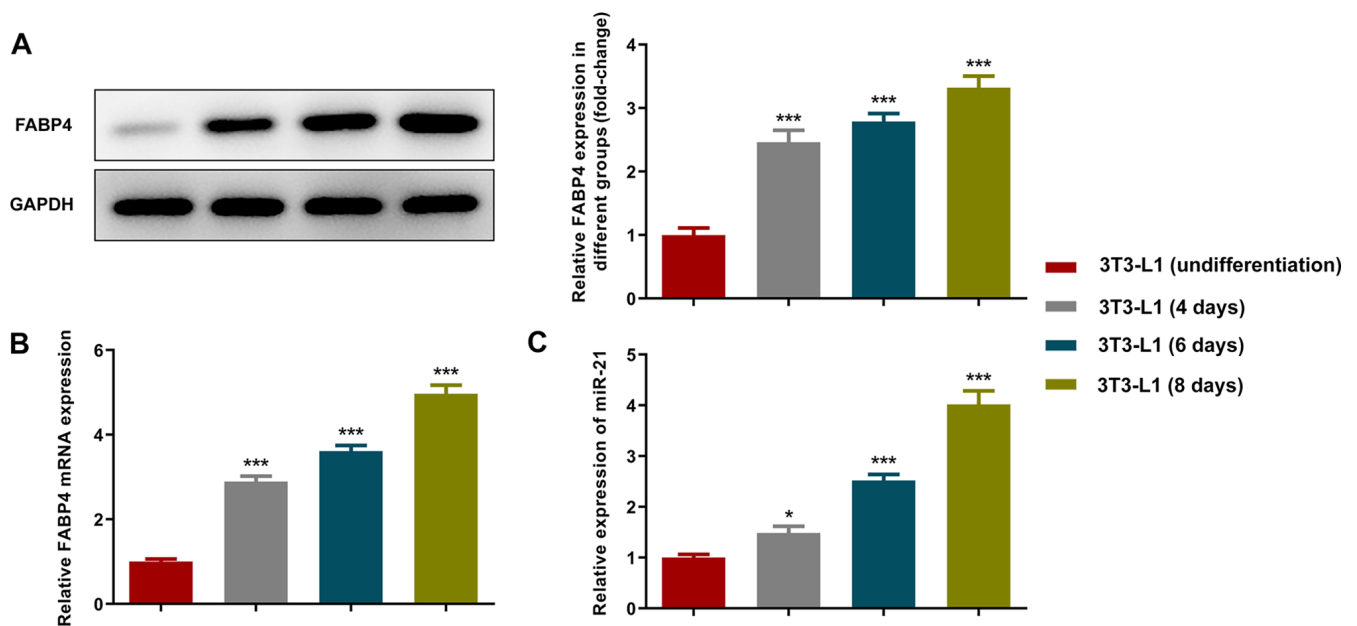 A
FABP4
GAPDH
Relative FABP4 expression in
different groups (fold-change)
4
3
2
1
0
***
***
***
3T3-L1 (undifferentiation)
3T3-L1 (4 days)
3T3-L1 (6 days)
3T3-L1 (8 days)
B
Relative FABP4 mRNA expression
6
4
2
0
***
***
***
C
Relative expression of miR-21
5
4
3
2
1
0
*
***
***